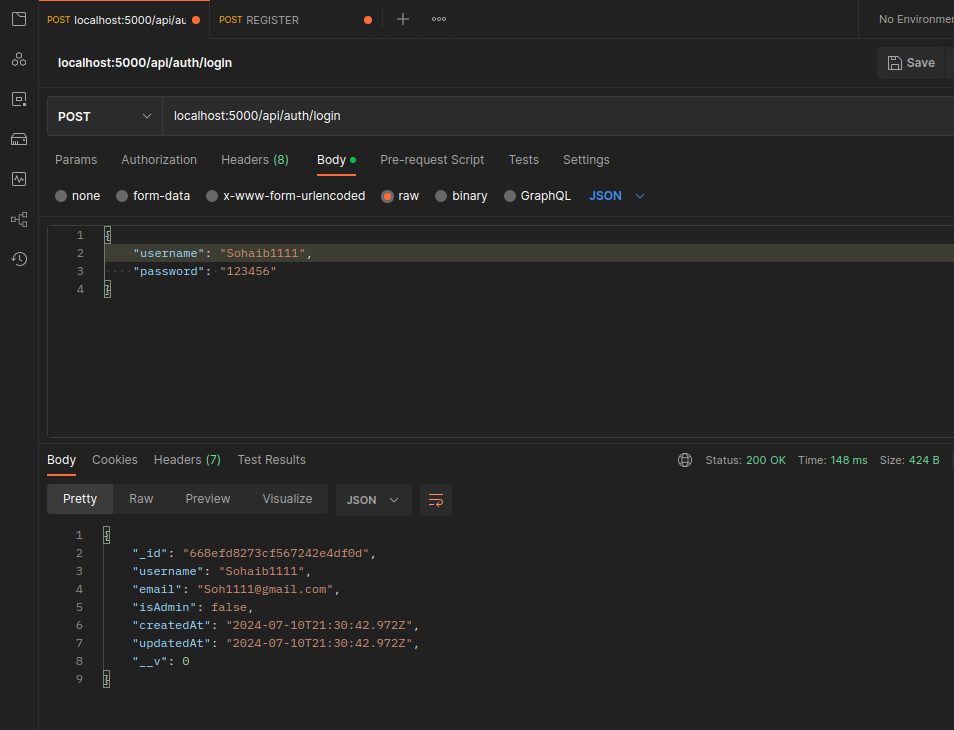 POST localhost:5000/api/au POST REGISTER No Environmen
localhost:5000/api/auth/login Save
POST localhost:5000/api/auth/login
Params Authorization Headers (8) Body Pre-request Script Tests Settings
none form-data x-www-form-urlencoded raw binary GraphQL JSON
1 {
2 "username": "Sohaib1111",
3 "password": "123456"
4 }
Body Cookies Headers (7) Test Results Status: 200 OK Time: 148 ms Size: 424 B
Pretty Raw Preview Visualize JSON
1 {
2 "_id": "668efd8273cf567242e4df0d",
3 "username": "Sohaib1111",
4 "email": "Soh1111@gmail.com",
5 "isAdmin": false,
6 "createdAt": "2024-07-10T21:30:42.972Z",
7 "updatedAt": "2024-07-10T21:30:42.972Z",
8 "__v": 0
9 }